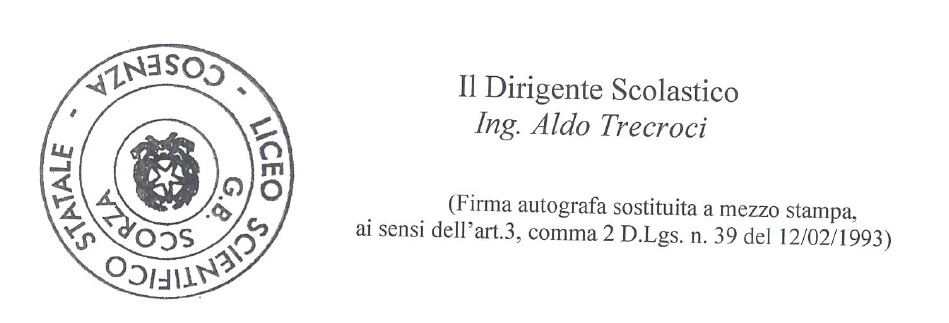 LICEO SCIENTIFICO STATALE - COSENZA -
G.B. SCORZA
Il Dirigente Scolastico
Ing. Aldo Trecroci
(Firma autografa sostituita a mezzo stampa,
ai sensi dell'art.3, comma 2 D.Lgs. n. 39 del 12/02/1993)